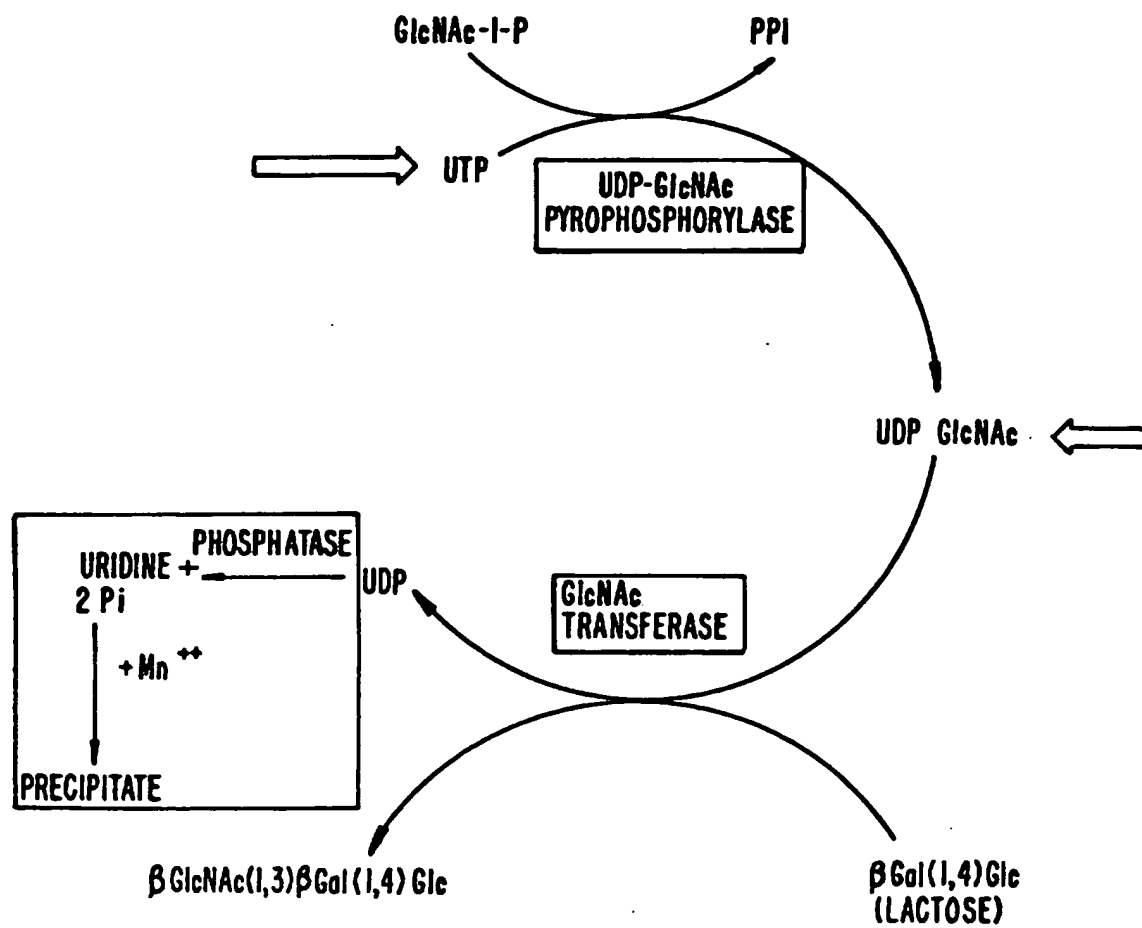 GlcNAc-1-P
PPi
UTP
UDP-GlcNAc
PYROPHOSPHORYLASE
UDP GlcNAc
PHOSPHATASE
URIDINE +
2 Pi
UDP
+Mn ++
PRECIPITATE
GlcNAc
TRANSFERASE
βGlcNAc(1,3)βGal(1,4)Glc
βGal(1,4)Glc
(LACTOSE)